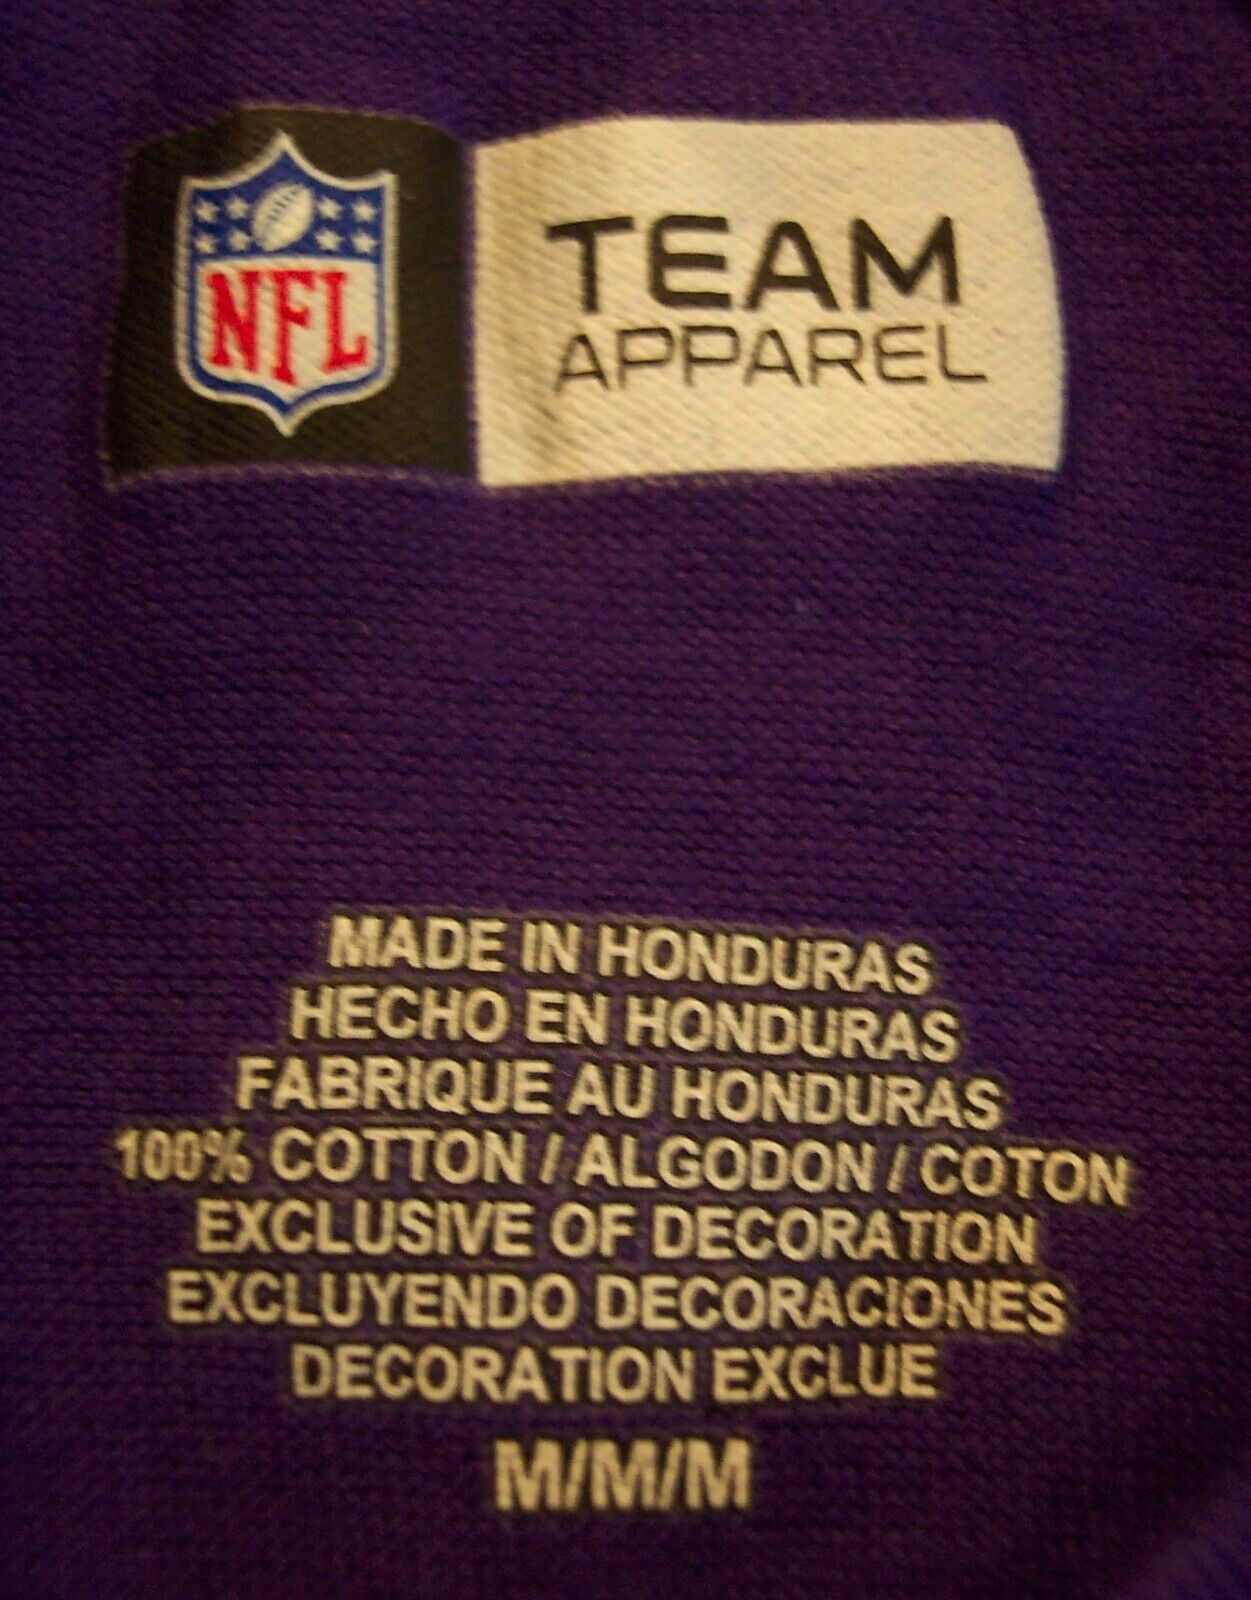 NFL
TEAM
APPAREL
MADE IN HONDURAS
HECHO EN HONDURAS
FABRIQUE AU HONDURAS
100% COTTON / ALGODON / COTON
EXCLUSIVE OF DECORATION
EXCLUYENDO DECORACIONES
DECORATION EXCLUE
M/M/M